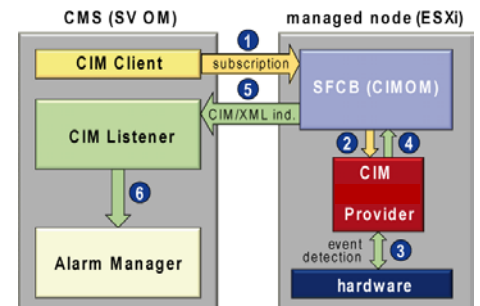 CMS (SV OM)
managed node (ESXi)
CIM Client
1
subscription
SFCB (CIMOM)
5
CIM/XML ind.
CIM Listener
2
4
CIM
Provider
6
event
detection
3
Alarm Manager
hardware